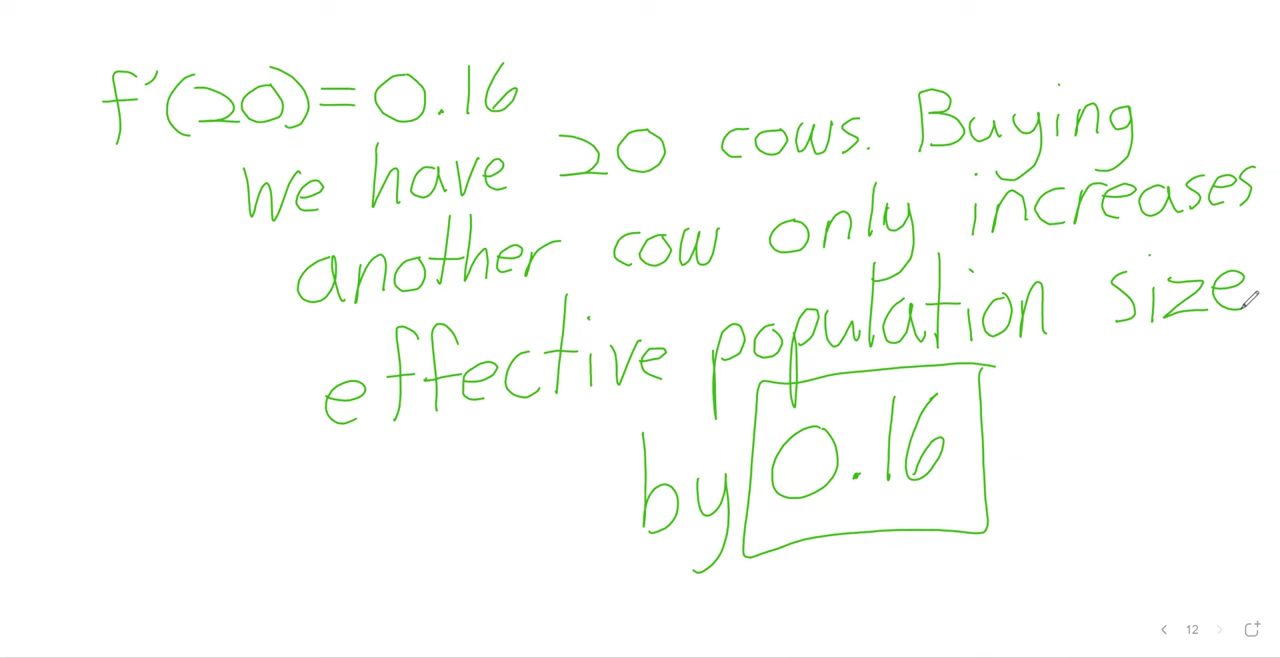 f'(20) = 0.16
We have 20 cows. Buying
another cow only increases
effective population size
by 0.16
12